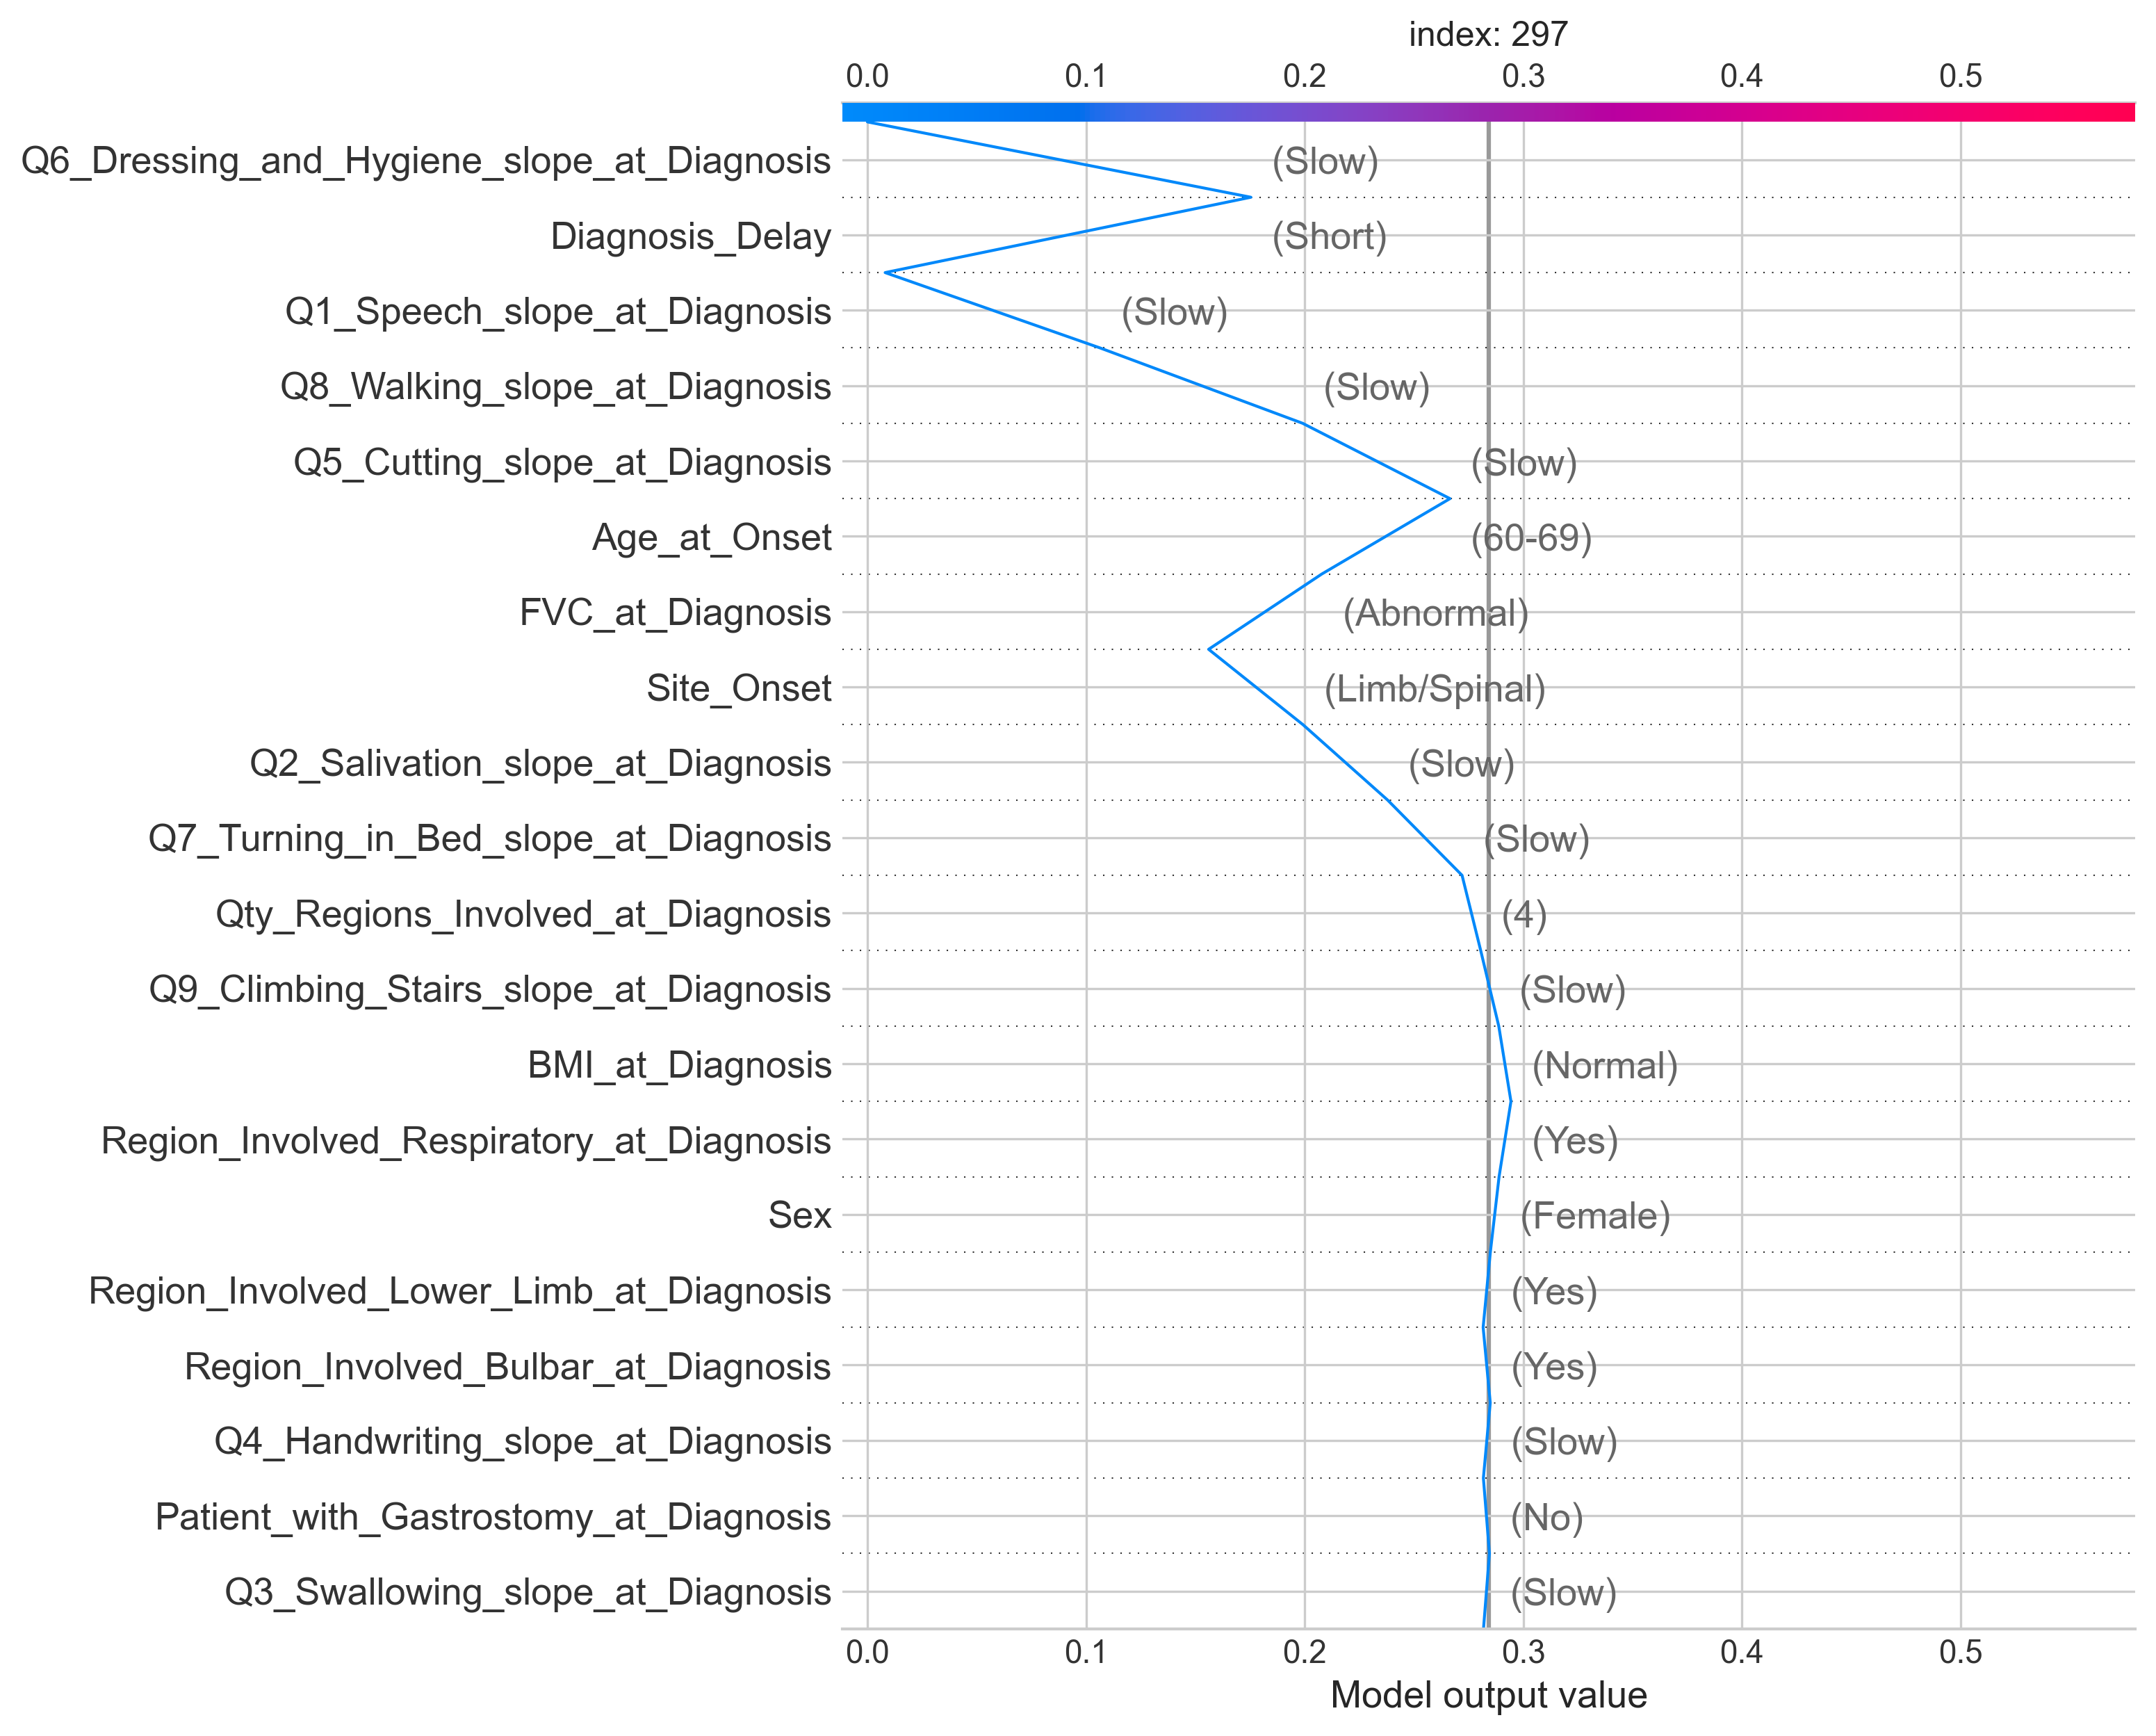 index: 297
0.0 0.1 0.2 0.3 0.4 0.5
Q6_Dressing_and_Hygiene_slope_at_Diagnosis (Slow)
Diagnosis_Delay (Short)
Q1_Speech_slope_at_Diagnosis (Slow)
Q8_Walking_slope_at_Diagnosis (Slow)
Q5_Cutting_slope_at_Diagnosis (Slow)
Age_at_Onset (60-69)
FVC_at_Diagnosis (Abnormal)
Site_Onset (Limb/Spinal)
Q2_Salivation_slope_at_Diagnosis (Slow)
Q7_Turning_in_Bed_slope_at_Diagnosis (Slow)
Qty_Regions_Involved_at_Diagnosis (4)
Q9_Climbing_Stairs_slope_at_Diagnosis (Slow)
BMI_at_Diagnosis (Normal)
Region_Involved_Respiratory_at_Diagnosis (Yes)
Sex (Female)
Region_Involved_Lower_Limb_at_Diagnosis (Yes)
Region_Involved_Bulbar_at_Diagnosis (Yes)
Q4_Handwriting_slope_at_Diagnosis (Slow)
Patient_with_Gastrostomy_at_Diagnosis (No)
Q3_Swallowing_slope_at_Diagnosis (Slow)
0.0 0.1 0.2 0.3 0.4 0.5
Model output value